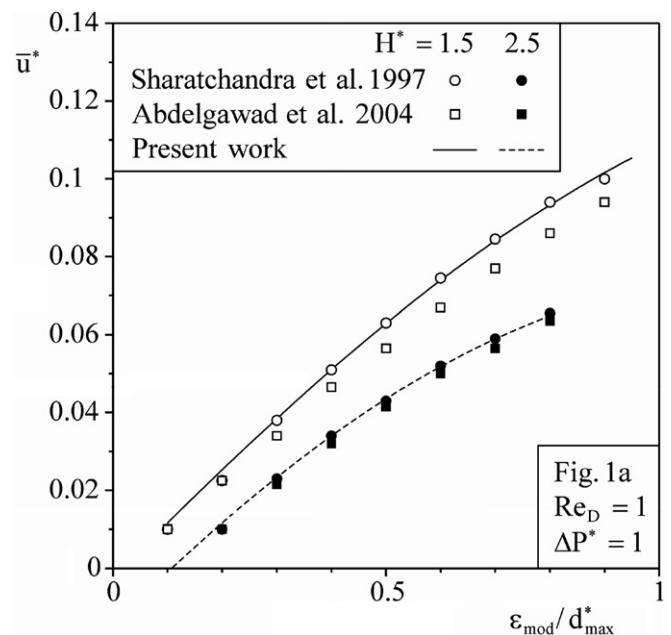 0.14
ū*
H* = 1.5 2.5
Sharatchandra et al. 1997
0.12
Abdelgawad et al. 2004
Present work
0.1
0.08
0.06
0.04
0.02
Fig. 1a
Re_D = 1
ΔP* = 1
0
0 0.5 1
ε_mod/d*_max